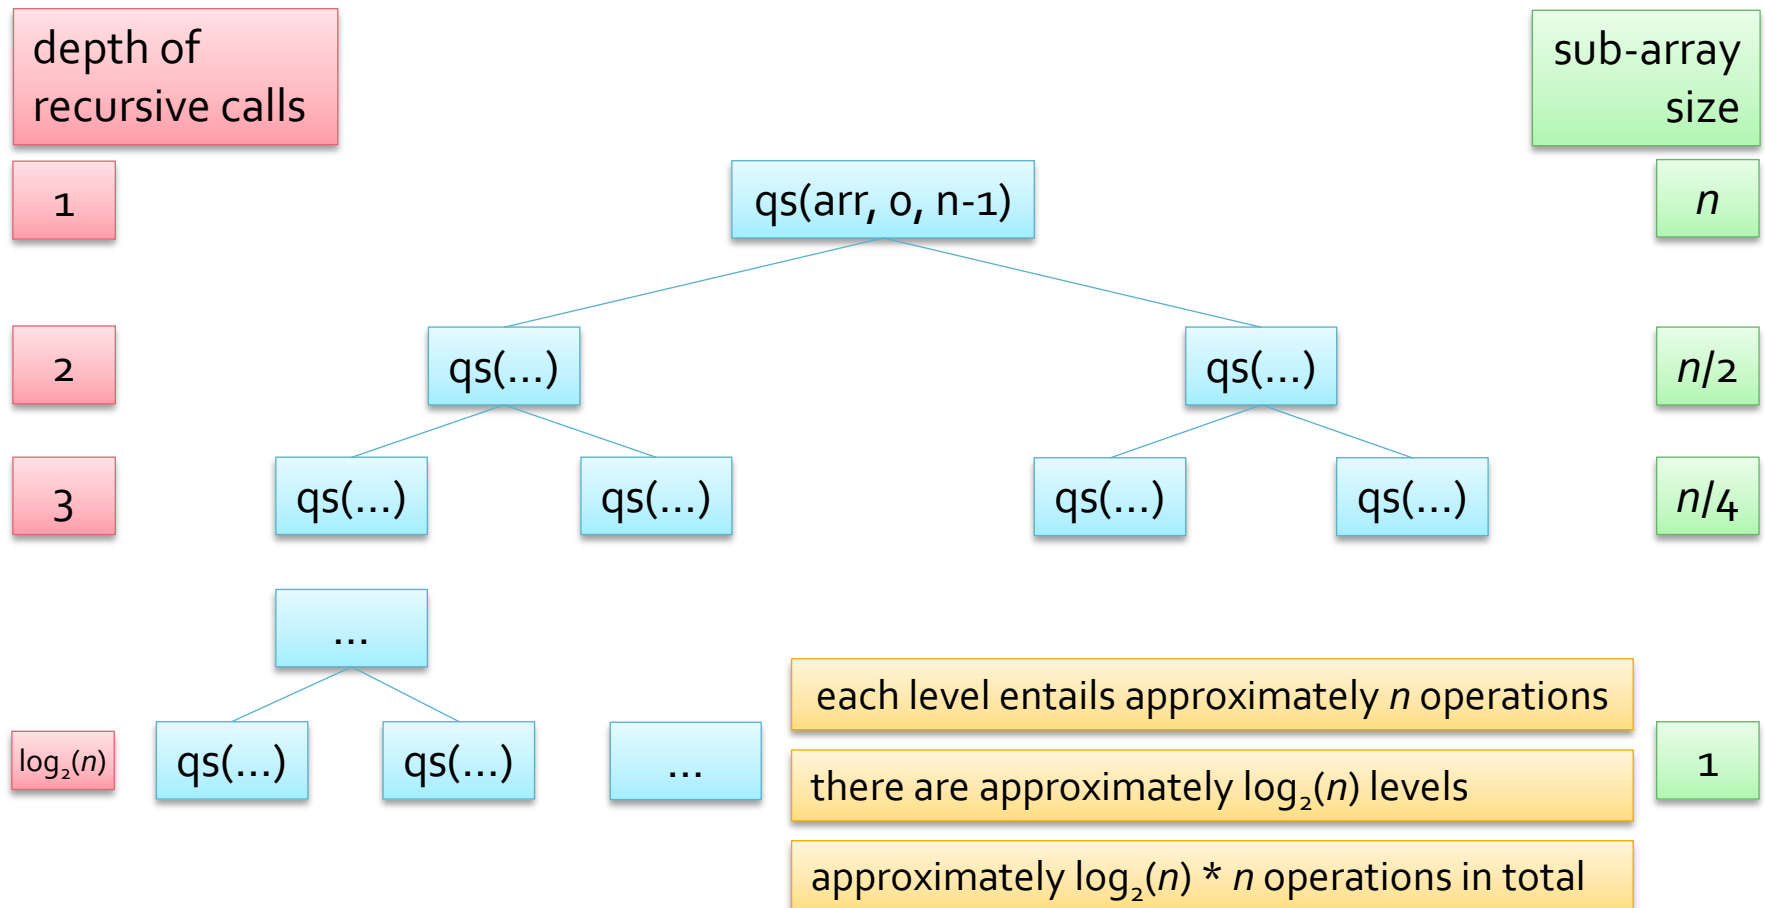 depth of
recursive calls
sub-array
size
1
qs(arr, 0, n-1)
n
2
qs(...)
qs(...)
n/2
3
qs(...)
qs(...)
qs(...)
qs(...)
n/4
...
each level entails approximately n operations
log₂(n)
qs(...)
qs(...)
...
there are approximately log₂(n) levels
1
approximately log₂(n) * n operations in total